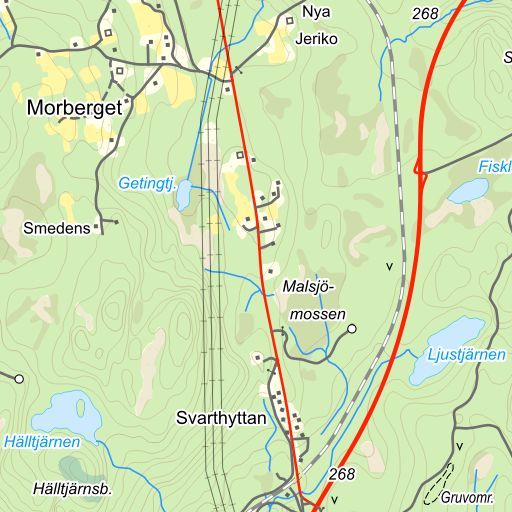 Nya
Jeriko
268
S
Morberget
Getingtj.
Fiskl
Smedens
Malsjö-
mossen
Ljustjärnen
Svarthyttan
Hälltjärnen
Hälltjärnsb.
268
Gruvomr.